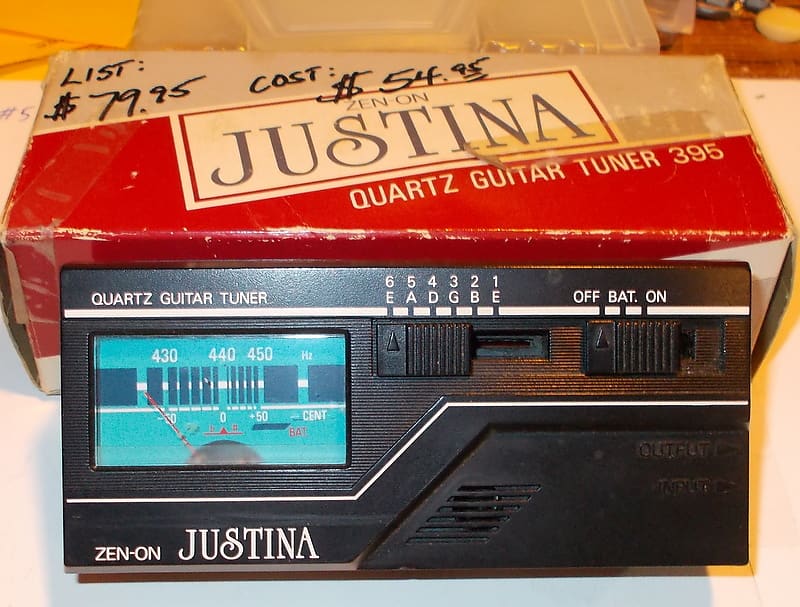 LIST:
$79.95
COST: $54.95
ZEN-ON
JUSTINA
QUARTZ GUITAR TUNER 395
#5
QUARTZ GUITAR TUNER
6 5 4 3 2 1
E A D G B E
OFF BAT. ON
430 440 450 Hz
-50 0 +50 CENT
b #
BAT
OUTPUT
INPUT
ZEN-ON JUSTINA